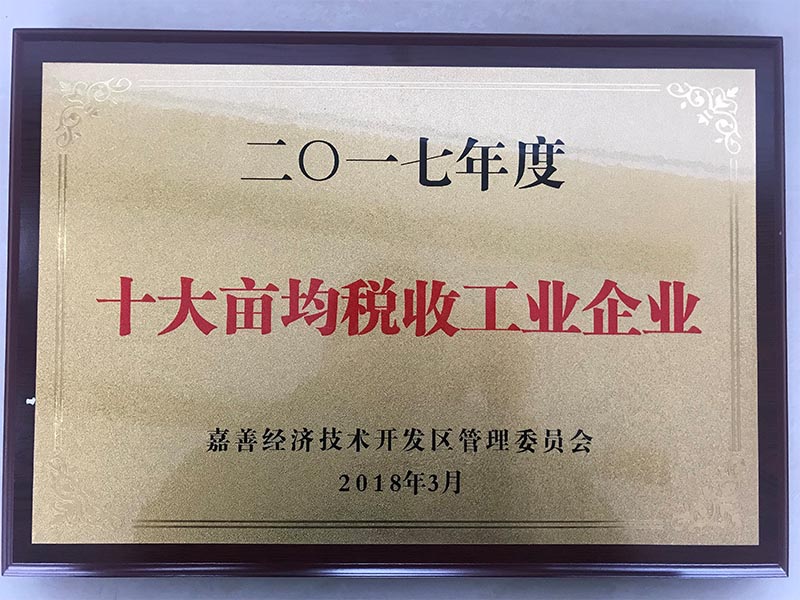 二〇一七年度
十大亩均税收工业企业
嘉善经济技术开发区管理委员会
2018年3月